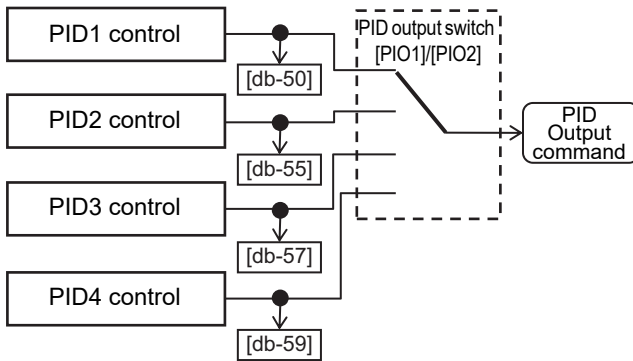 PID1 control
[db-50]
PID2 control
[db-55]
PID3 control
[db-57]
PID4 control
[db-59]
PID output switch
[PIO1]/[PIO2]
PID
Output
command